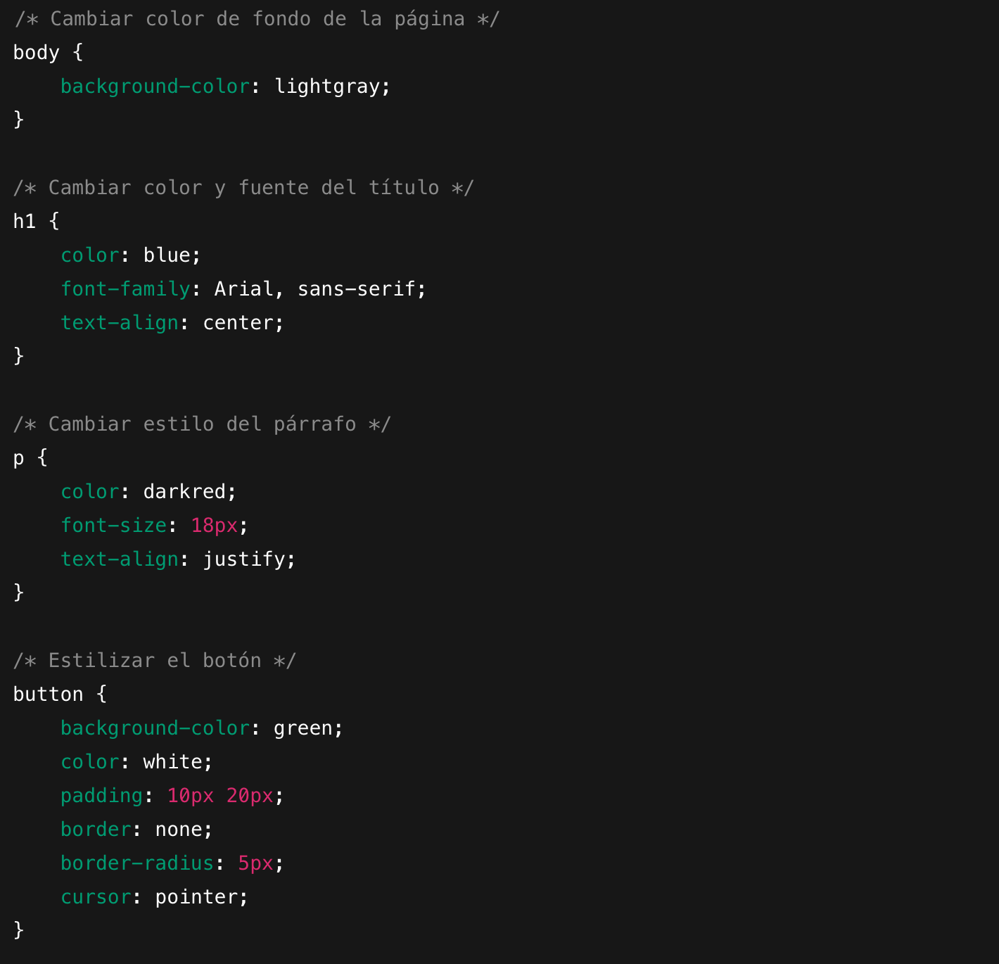 /* Cambiar color de fondo de la página */
body {
    background-color: lightgray;
}

/* Cambiar color y fuente del título */
h1 {
    color: blue;
    font-family: Arial, sans-serif;
    text-align: center;
}

/* Cambiar estilo del párrafo */
p {
    color: darkred;
    font-size: 18px;
    text-align: justify;
}

/* Estilizar el botón */
button {
    background-color: green;
    color: white;
    padding: 10px 20px;
    border: none;
    border-radius: 5px;
    cursor: pointer;
}